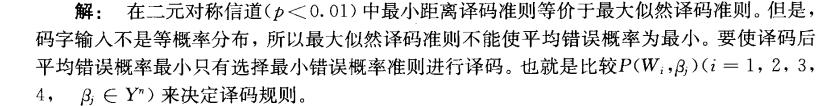 解： 在二元对称信道(p<0.01)中最小距离译码准则等价于最大似然译码准则。但是，
码字输入不是等概率分布，所以最大似然译码准则不能使平均错误概率为最小。要使译码后
平均错误概率最小只有选择最小错误概率准则进行译码。也就是比较P(Wᵢ,βⱼ)(i = 1, 2, 3,
4, βⱼ ∈ Yⁿ) 来决定译码规则。